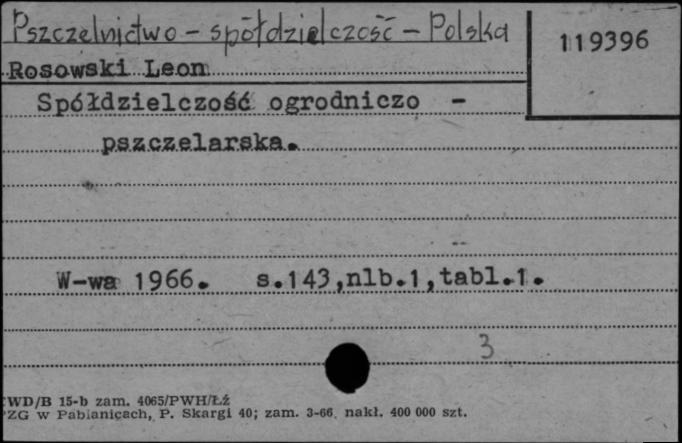 Pszczelnictwo - spółdzielczość - Polska
119396
Rosowski Leon
Spółdzielczość ogrodniczo -
pszczelarska.
W-wa 1966. s.143,nlb.1,tabl.1.
3
WD/B 15-b zam. 4065/PWH/Łź
ZG w Pabianicach, P. Skargi 40; zam. 3-66 nakł. 400 000 szt.